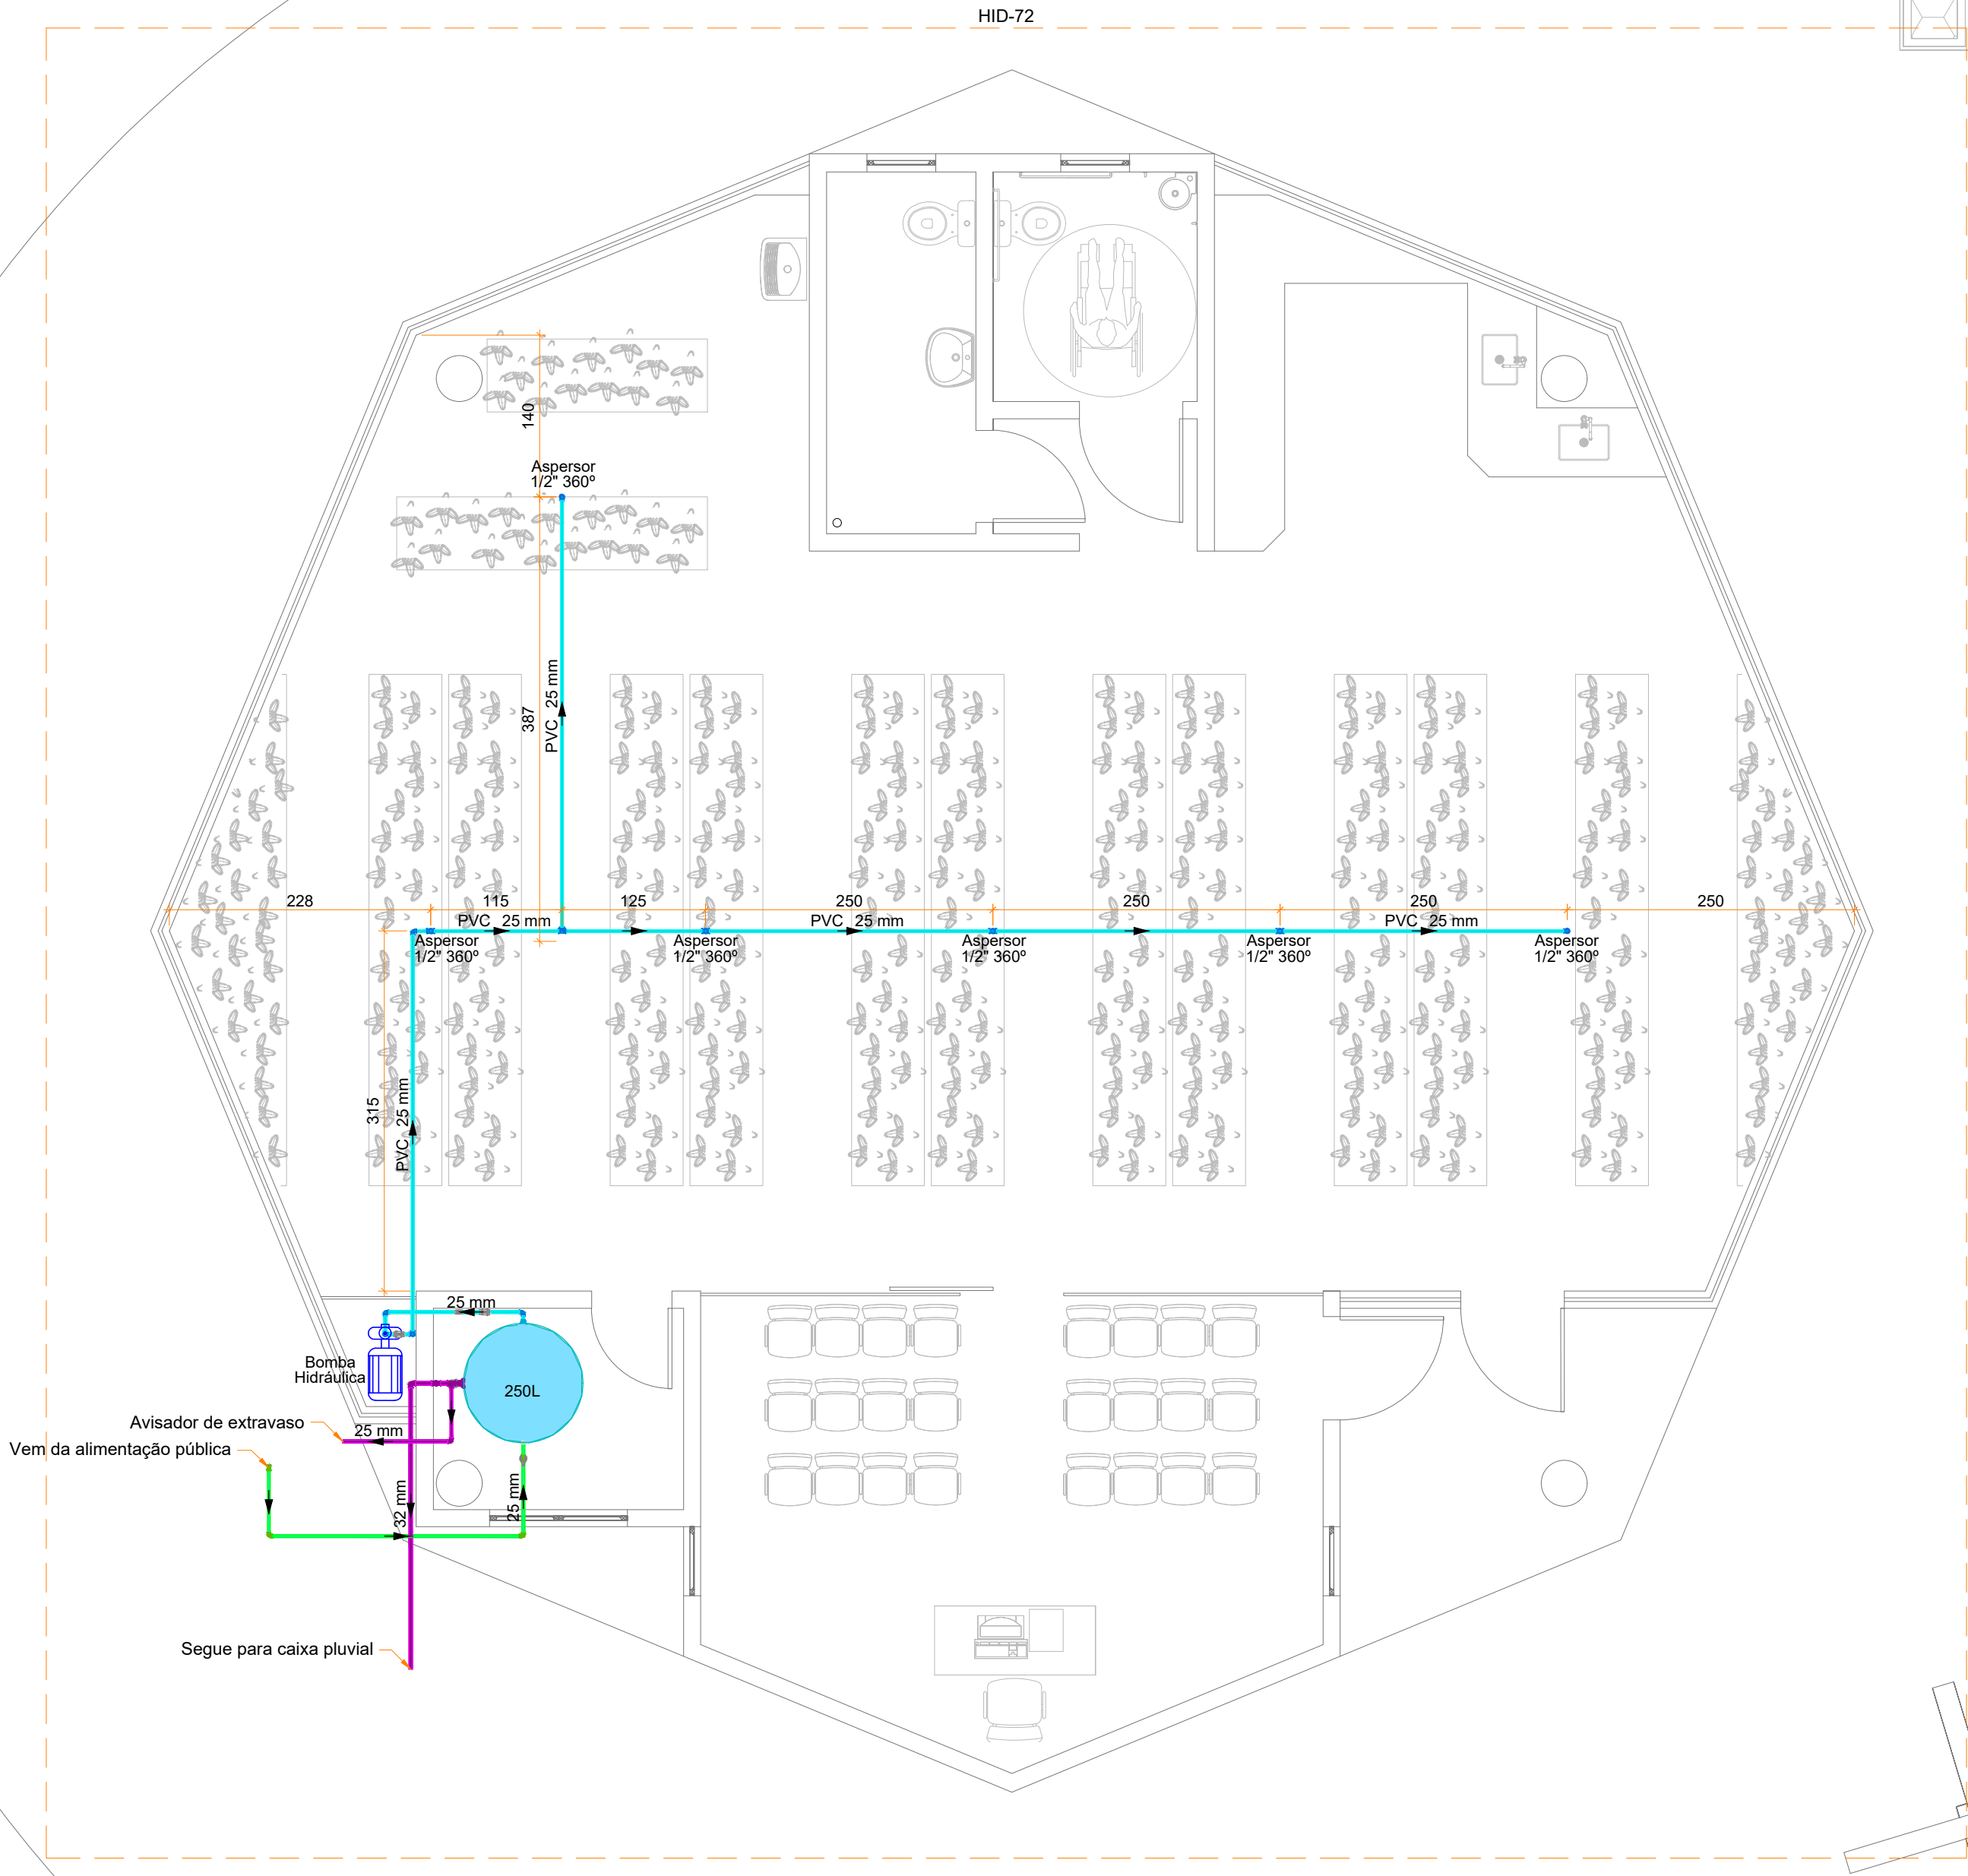 HID-72
140
Aspersor
1/2" 360º
387
PVC 25 mm
228
115
125
250
250
250
250
PVC 25 mm
PVC 25 mm
PVC 25 mm
Aspersor
1/2" 360º
Aspersor
1/2" 360º
Aspersor
1/2" 360º
Aspersor
1/2" 360º
Aspersor
1/2" 360º
315
PVC 25 mm
25 mm
Bomba
Hidráulica
250L
Avisador de extravaso
25 mm
Vem da alimentação pública
32 mm
25 mm
Segue para caixa pluvial